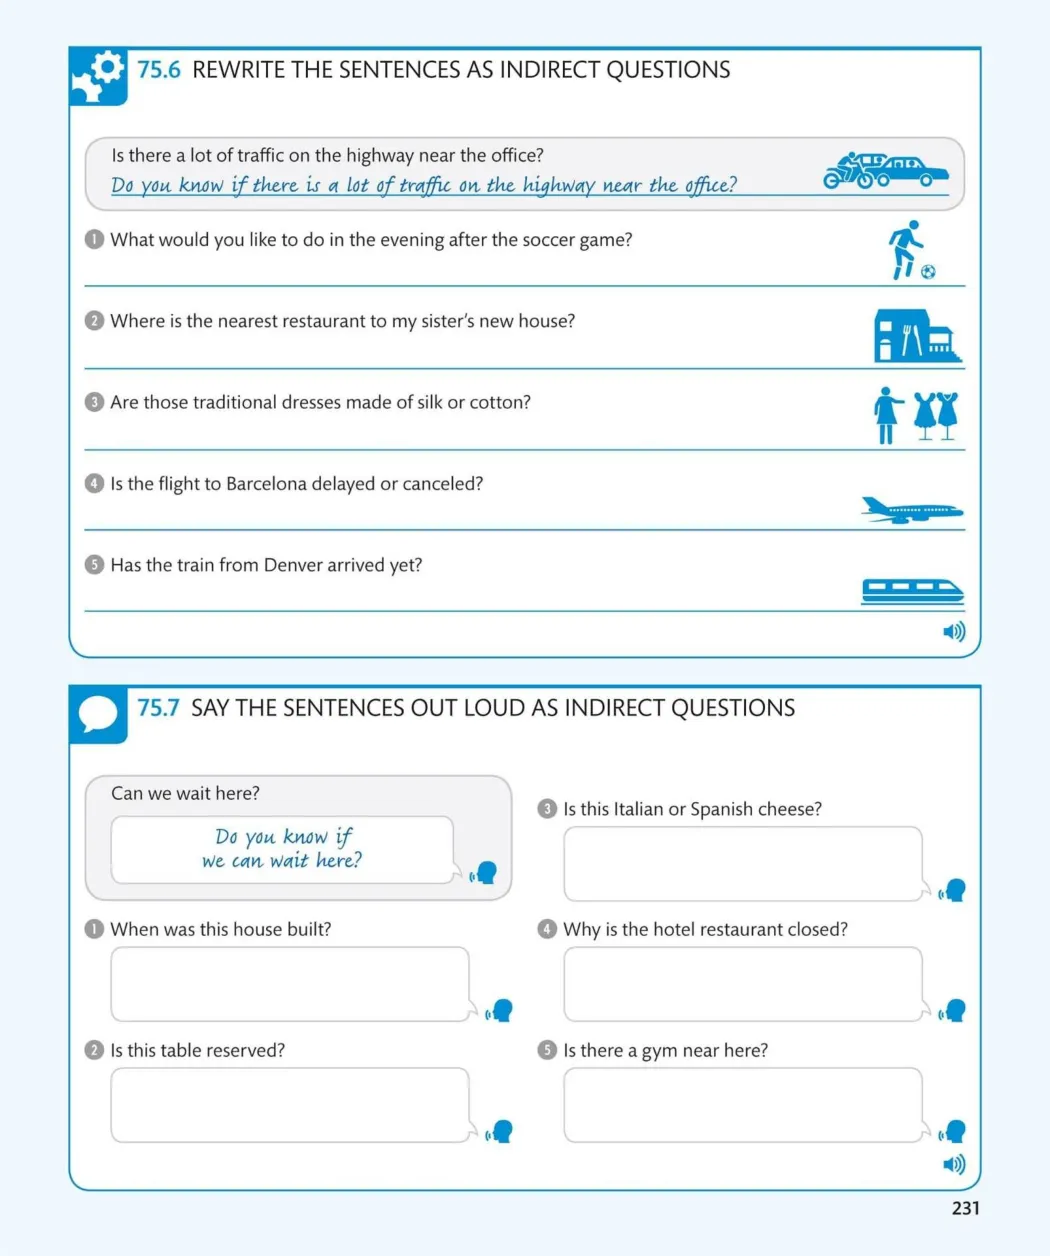 75.6 REWRITE THE SENTENCES AS INDIRECT QUESTIONS
Is there a lot of traffic on the highway near the office?
Do you know if there is a lot of traffic on the highway near the office?
1 What would you like to do in the evening after the soccer game?
2 Where is the nearest restaurant to my sister's new house?
3 Are those traditional dresses made of silk or cotton?
4 Is the flight to Barcelona delayed or canceled?
5 Has the train from Denver arrived yet?
75.7 SAY THE SENTENCES OUT LOUD AS INDIRECT QUESTIONS
Can we wait here?
Do you know if
we can wait here?
1 When was this house built?
2 Is this table reserved?
3 Is this Italian or Spanish cheese?
4 Why is the hotel restaurant closed?
5 Is there a gym near here?
231